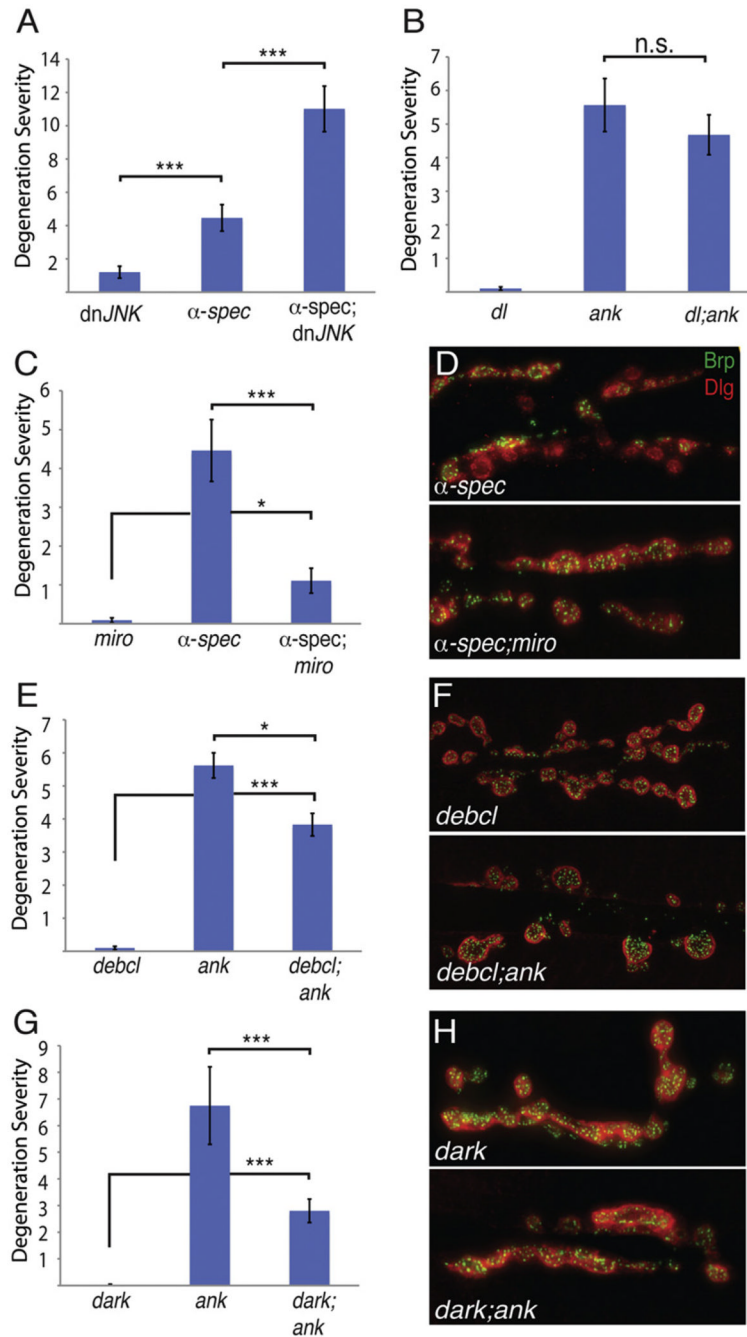 A
Degeneration Severity
14
12
10
8
6
4
2
***
***
dnJNK
α-spec
α-spec;
dnJNK
B
Degeneration Severity
7
6
5
4
3
2
1
n.s.
dl
ank
dl;ank
C
Degeneration Severity
6
5
4
3
2
1
***
*
miro
α-spec
α-spec;
miro
D
Brp
Dlg
α-spec
α-spec;miro
E
Degeneration Severity
7
6
5
4
3
2
1
*
***
debcl
ank
debcl;
ank
F
debcl
debcl;ank
G
Degeneration Severity
9
8
7
6
5
4
3
2
1
***
***
dark
ank
dark;
ank
H
dark
dark;ank